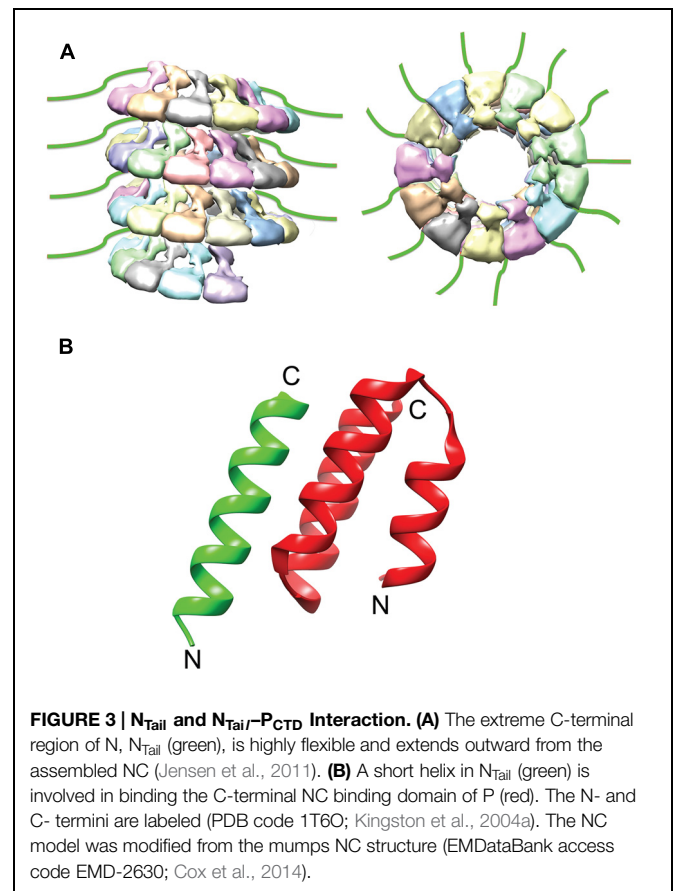 A
B
C
C
N
N
FIGURE 3 | NTail and NTail–PCTD Interaction. (A) The extreme C-terminal
region of N, NTail (green), is highly flexible and extends outward from the
assembled NC (Jensen et al., 2011). (B) A short helix in NTail (green) is
involved in binding the C-terminal NC binding domain of P (red). The N- and
C- termini are labeled (PDB code 1T6O; Kingston et al., 2004a). The NC
model was modified from the mumps NC structure (EMDataBank access
code EMD-2630; Cox et al., 2014).